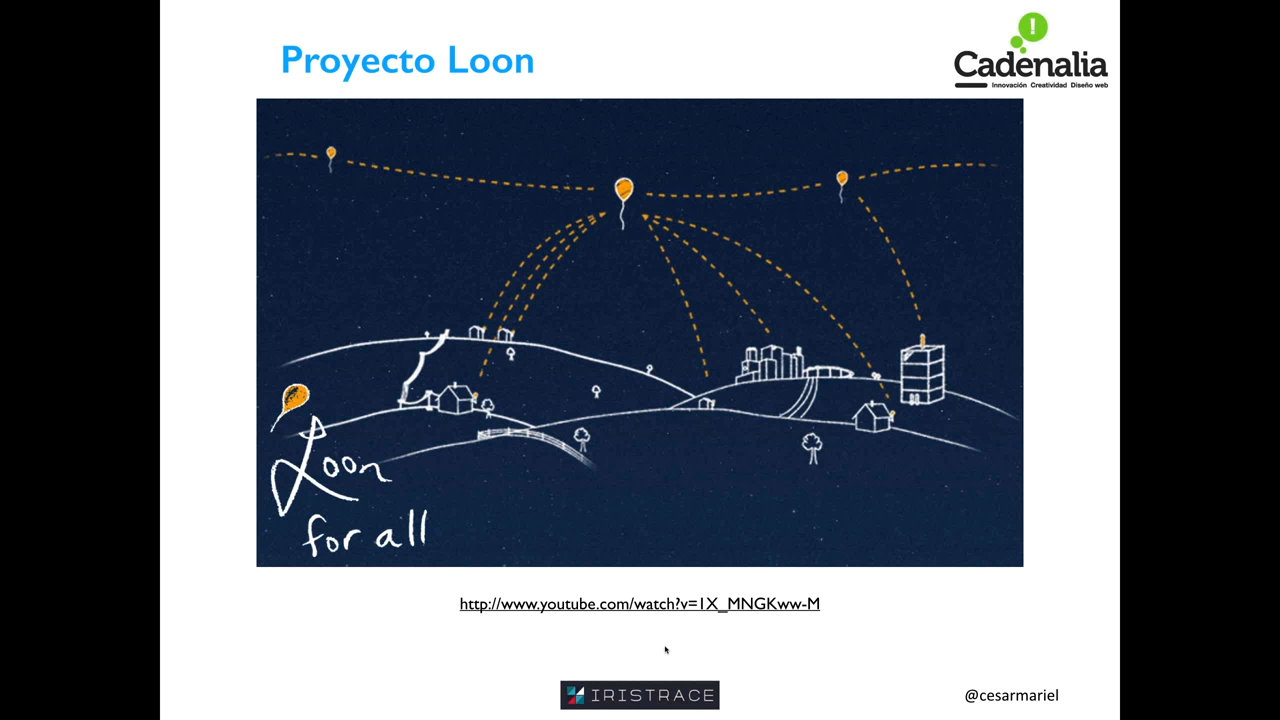 Proyecto Loon
!
Cadenalia
Innovación Creatividad Diseño web
Loon
for all
http://www.youtube.com/watch?v=1X_MNGKww-M
IRISTRACE
@cesarmariel